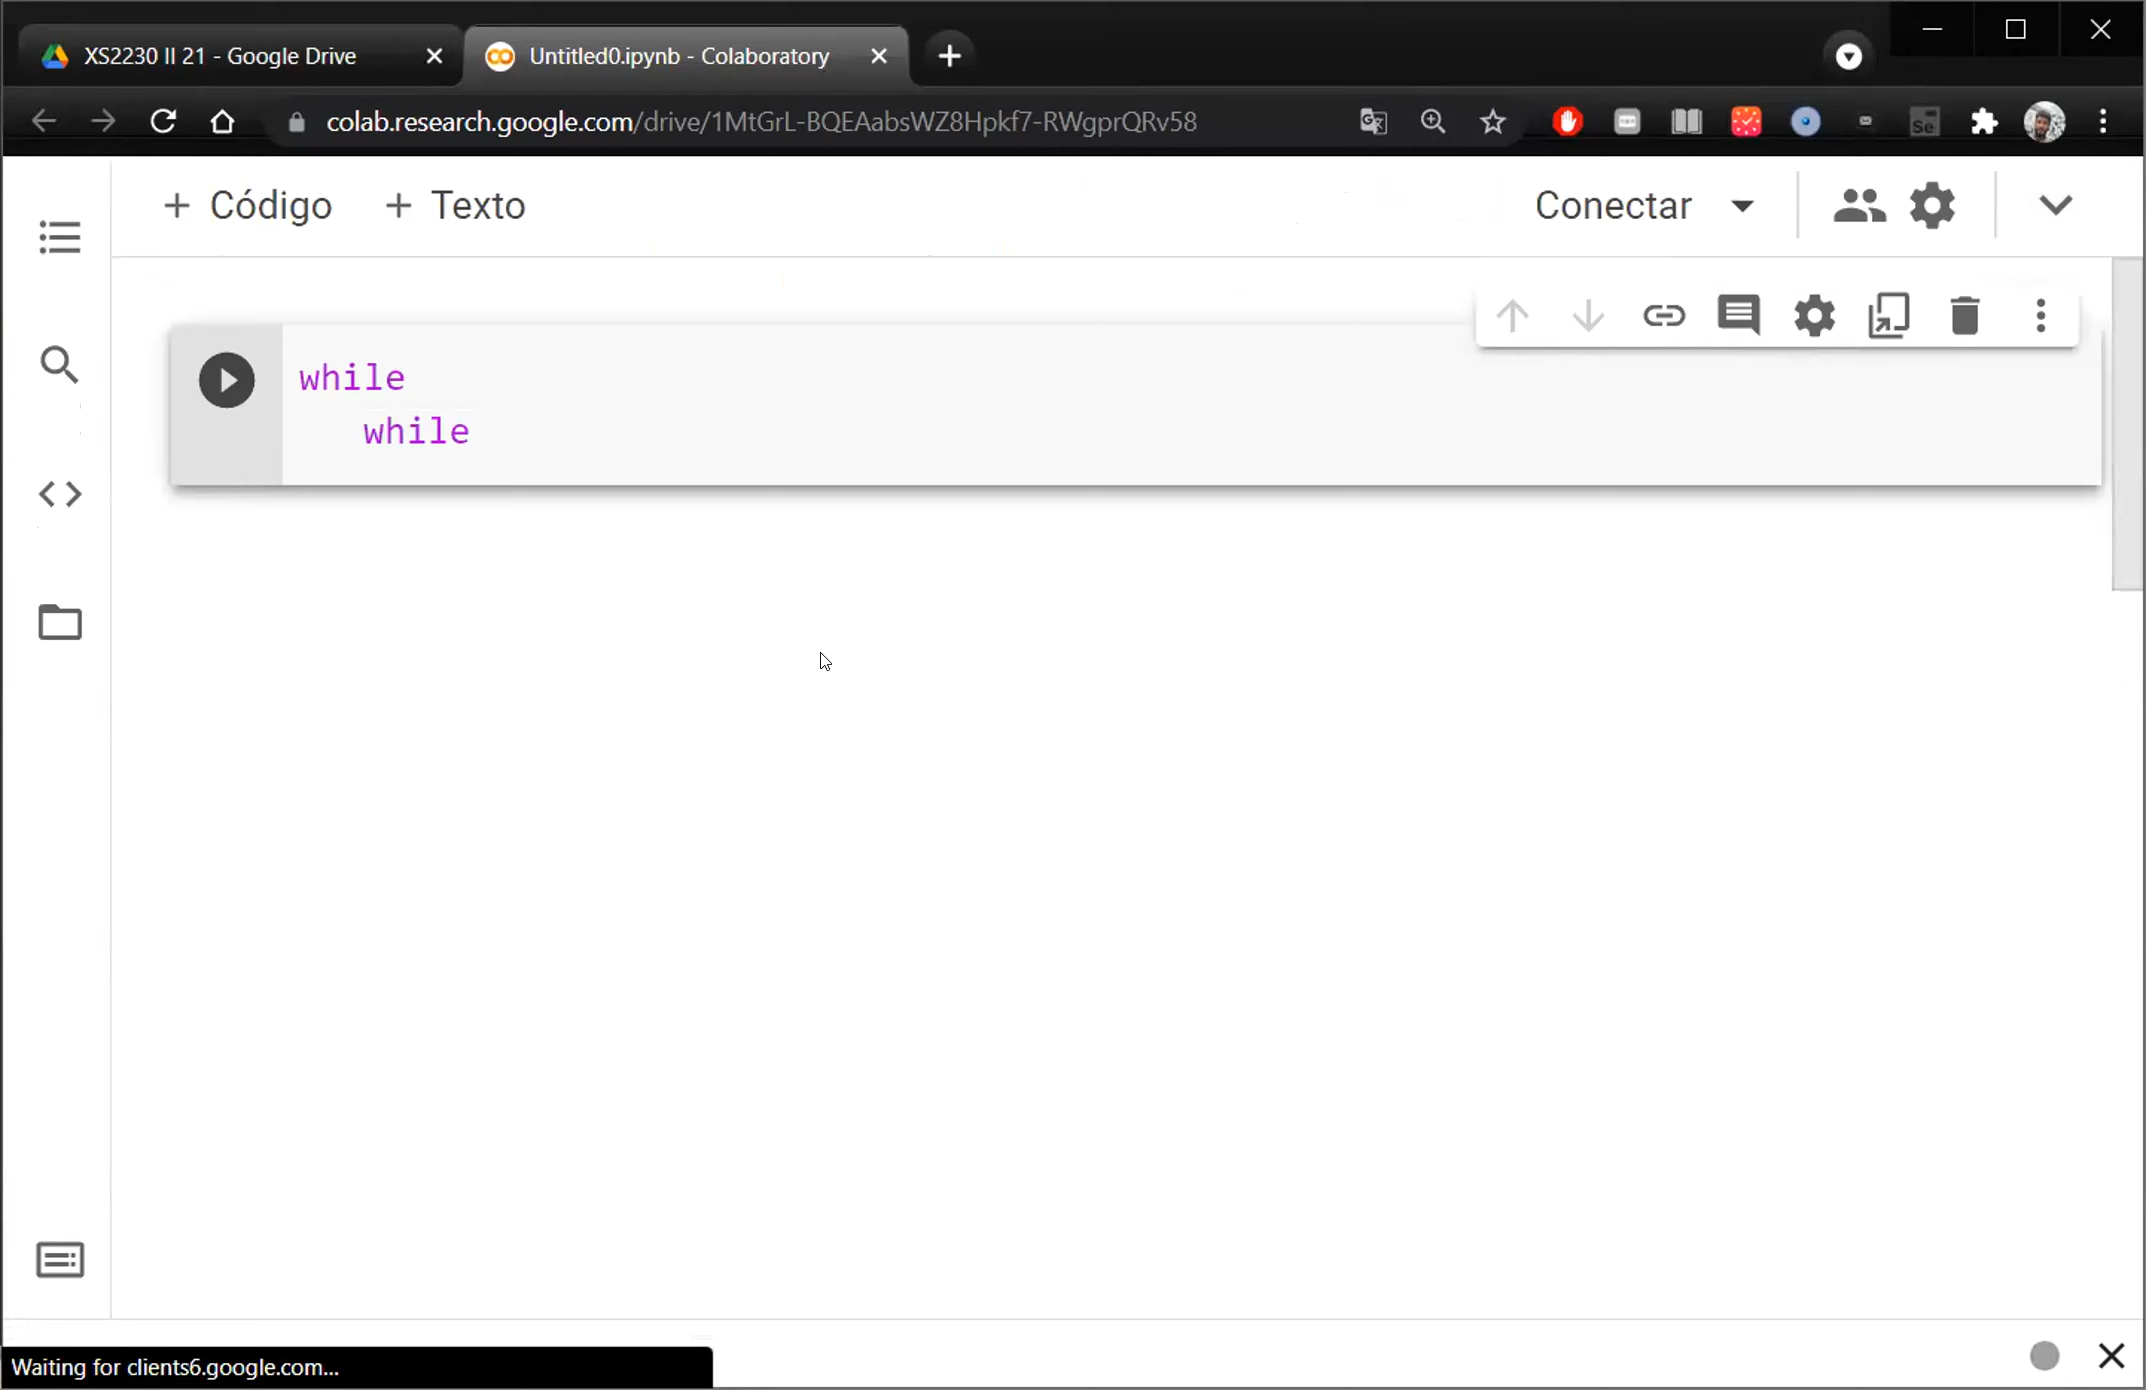 XS2230 II 21 - Google Drive
Untitled0.ipynb - Colaboratory
colab.research.google.com/drive/1MtGrL-BQEAabsWZ8Hpkf7-RWgprQRv58
Se
+ Código
+ Texto
Conectar
while
while
Waiting for clients6.google.com...